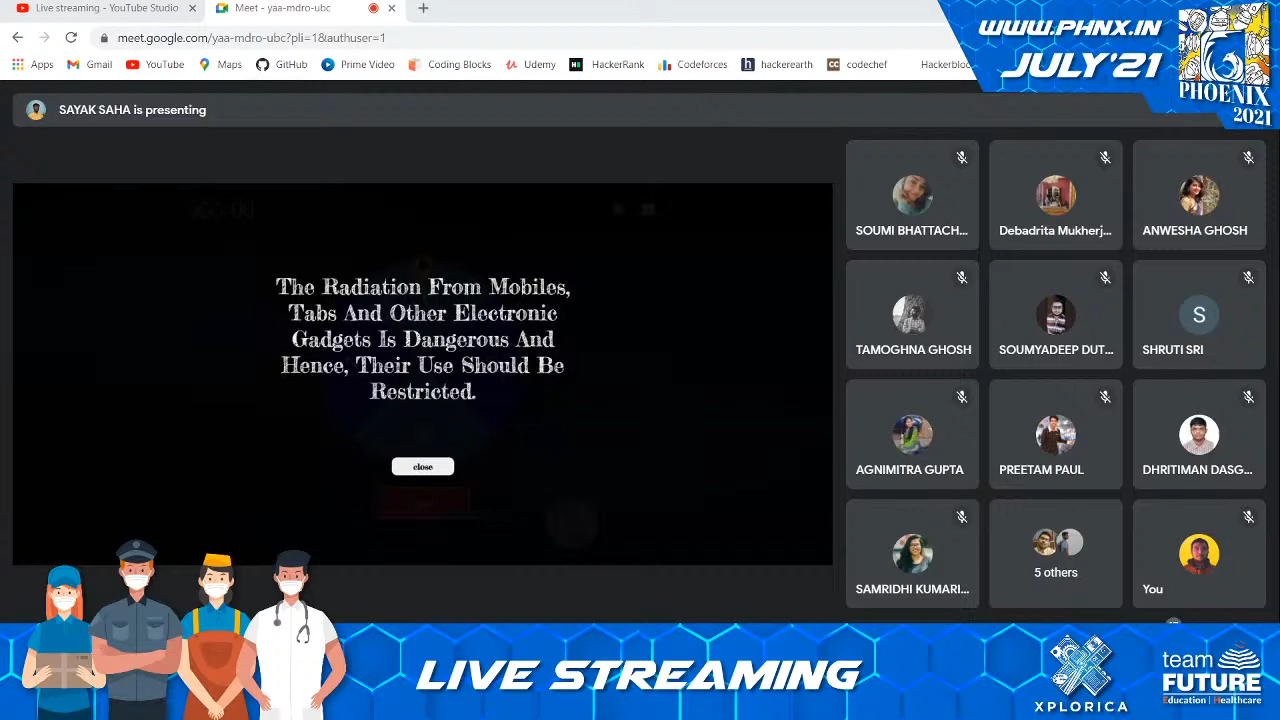 Live streaming - YouTube Studio
Meet - yaa-mdro-ubc
meet.google.com/yaa-mdro-ubc?pli=1&authuser=1
Apps Gmail YouTube Maps GitHub Prime Video Coding Blocks Udemy HackerRank Codeforces hackerearth codechef Hackerblo
WWW.PHNX.IN
JULY'21
PHOENIX
2021
SAYAK SAHA is presenting
The Radiation From Mobiles,
Tabs And Other Electronic
Gadgets Is Dangerous And
Hence, Their Use Should Be
Restricted.
close
SOUMI BHATTACH...
Debadrita Mukherj...
ANWESHA GHOSH
TAMOGHNA GHOSH
SOUMYADEEP DUT...
S
SHRUTI SRI
AGNIMITRA GUPTA
PREETAM PAUL
DHRITIMAN DASG...
SAMRIDHI KUMARI...
5 others
You
LIVE STREAMING
XPLORICA
team
FUTURE
Education | Healthcare